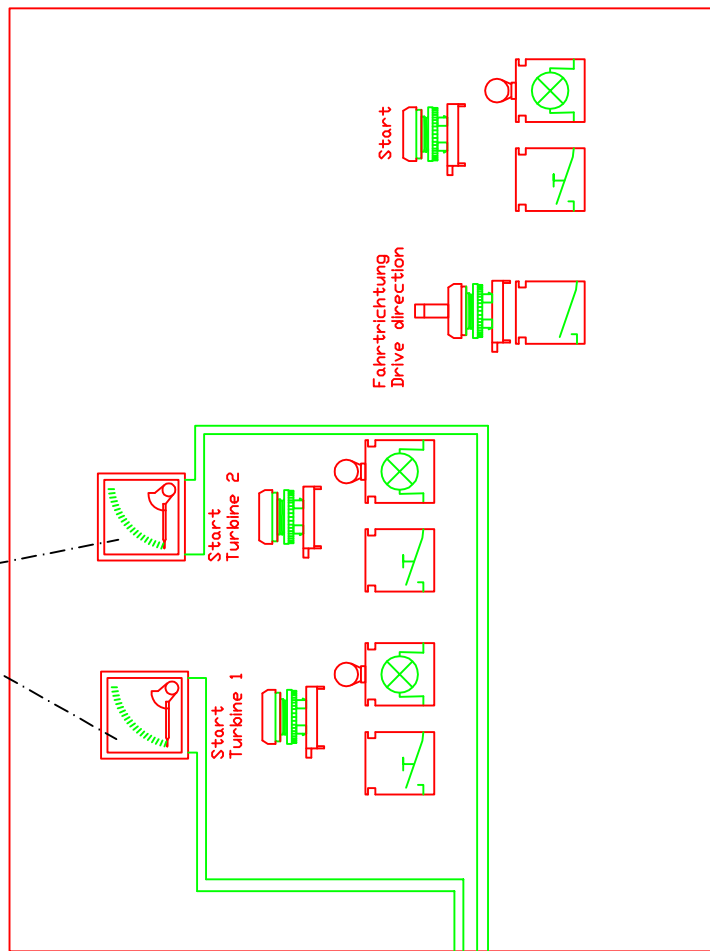 Start
Fahrtrichtung
Drive direction
Start
Turbine 2
Start
Turbine 1